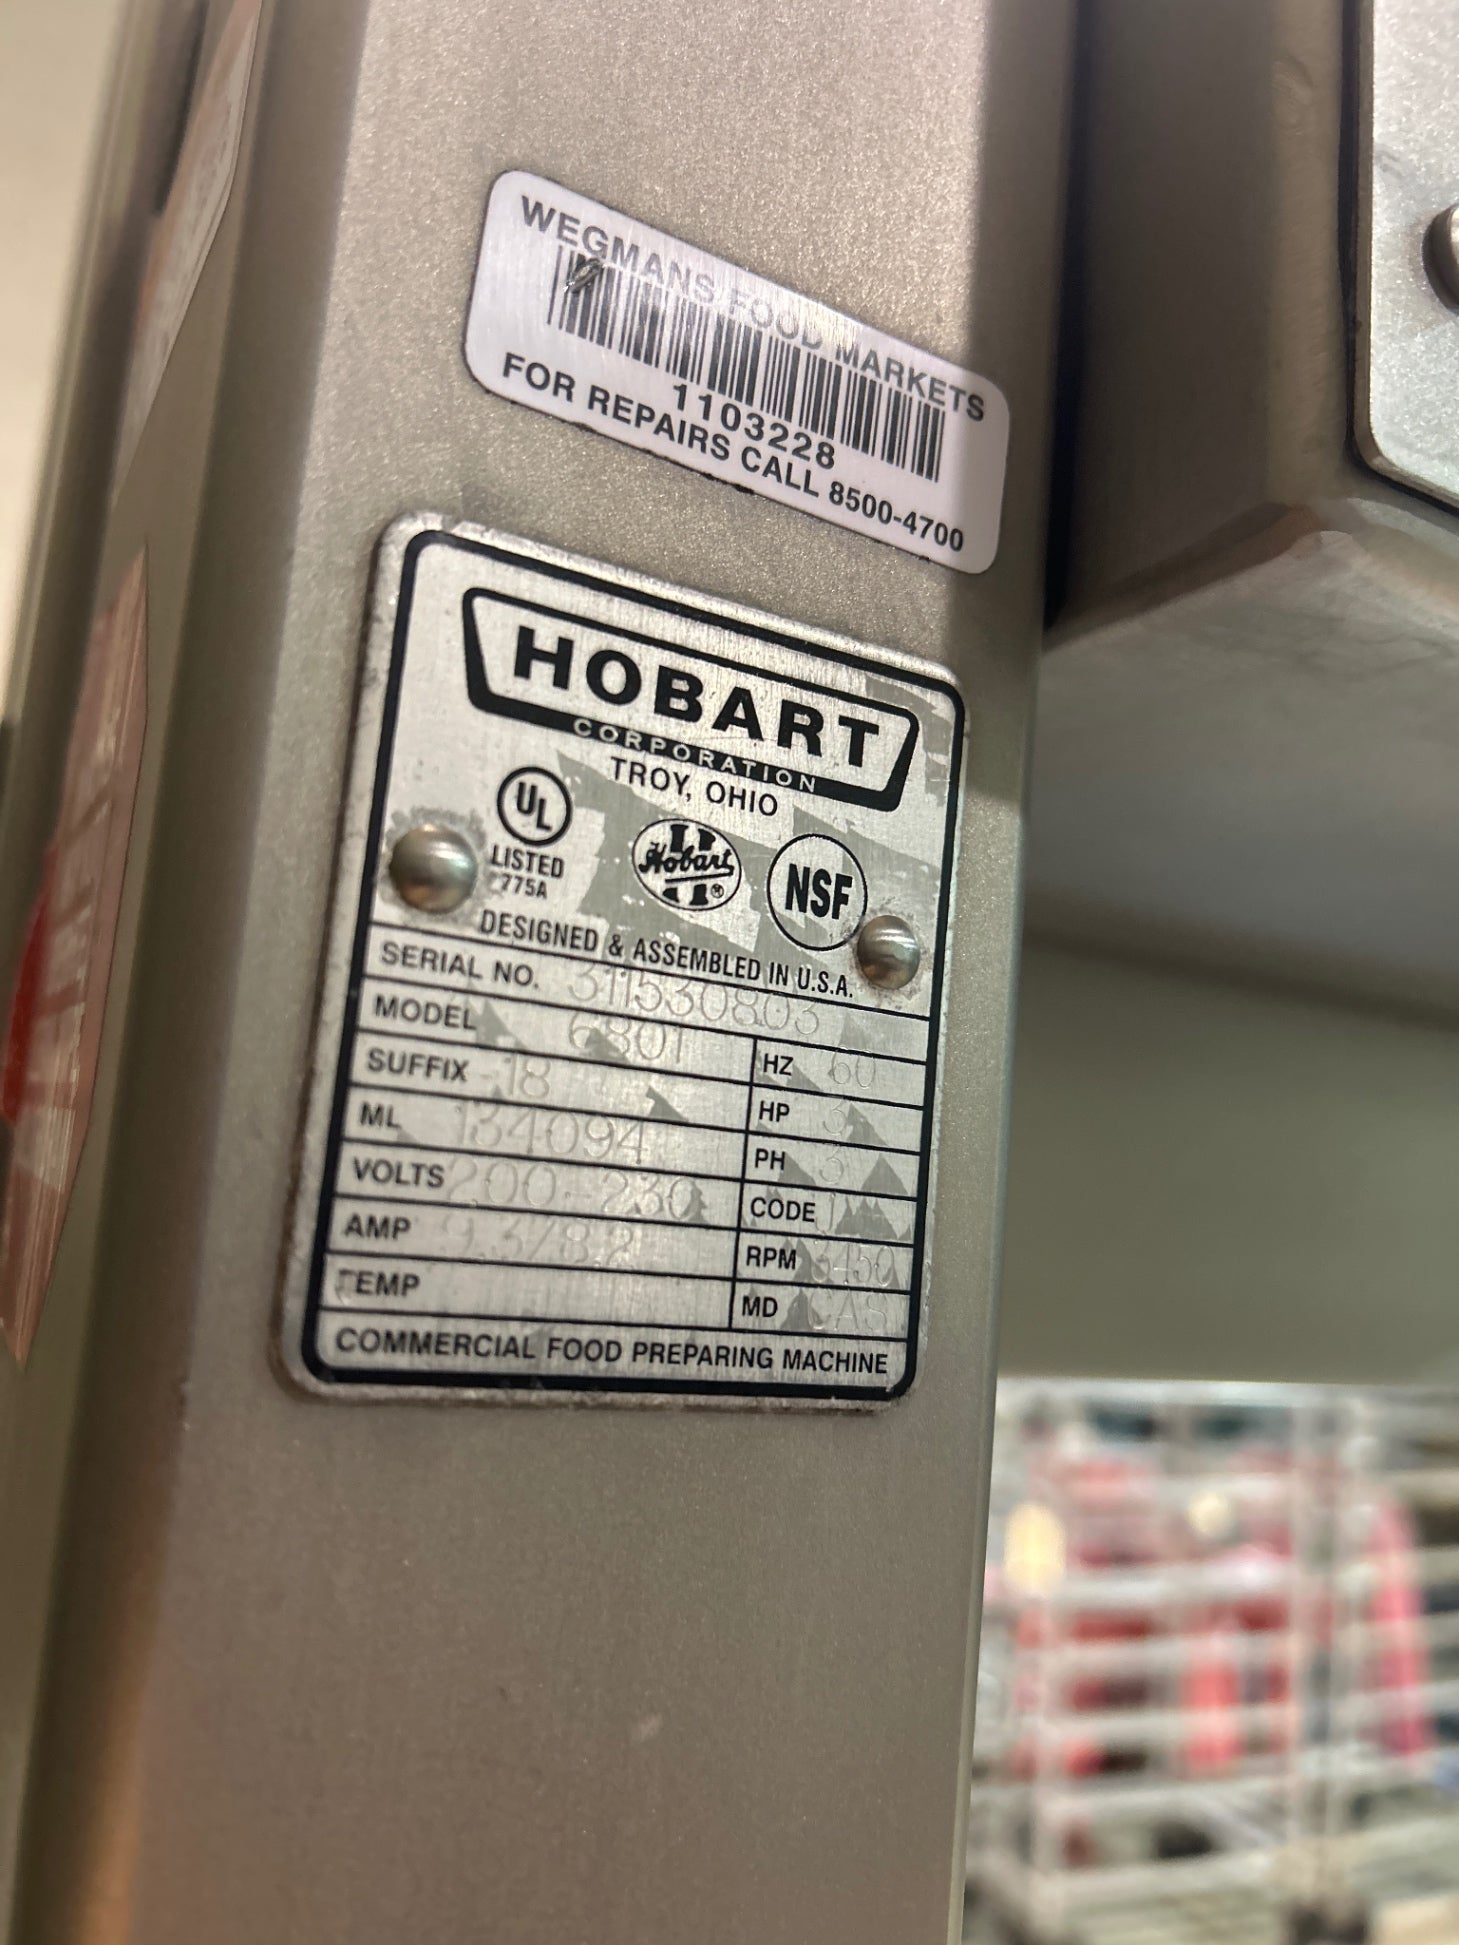 WEGMANS FOOD MARKETS
1103228
FOR REPAIRS CALL 8500-4700
HOBART
CORPORATION
TROY, OHIO
UL
LISTED
775A
Hobart ®
NSF
DESIGNED & ASSEMBLED IN U.S.A.
SERIAL NO. 311530803
MODEL 6801
HZ 60
SUFFIX -18
HP 3
ML 134094
PH 3
VOLTS 200-230
CODE
AMP 9.3/8.2
RPM 3450
TEMP
MD CAS
COMMERCIAL FOOD PREPARING MACHINE